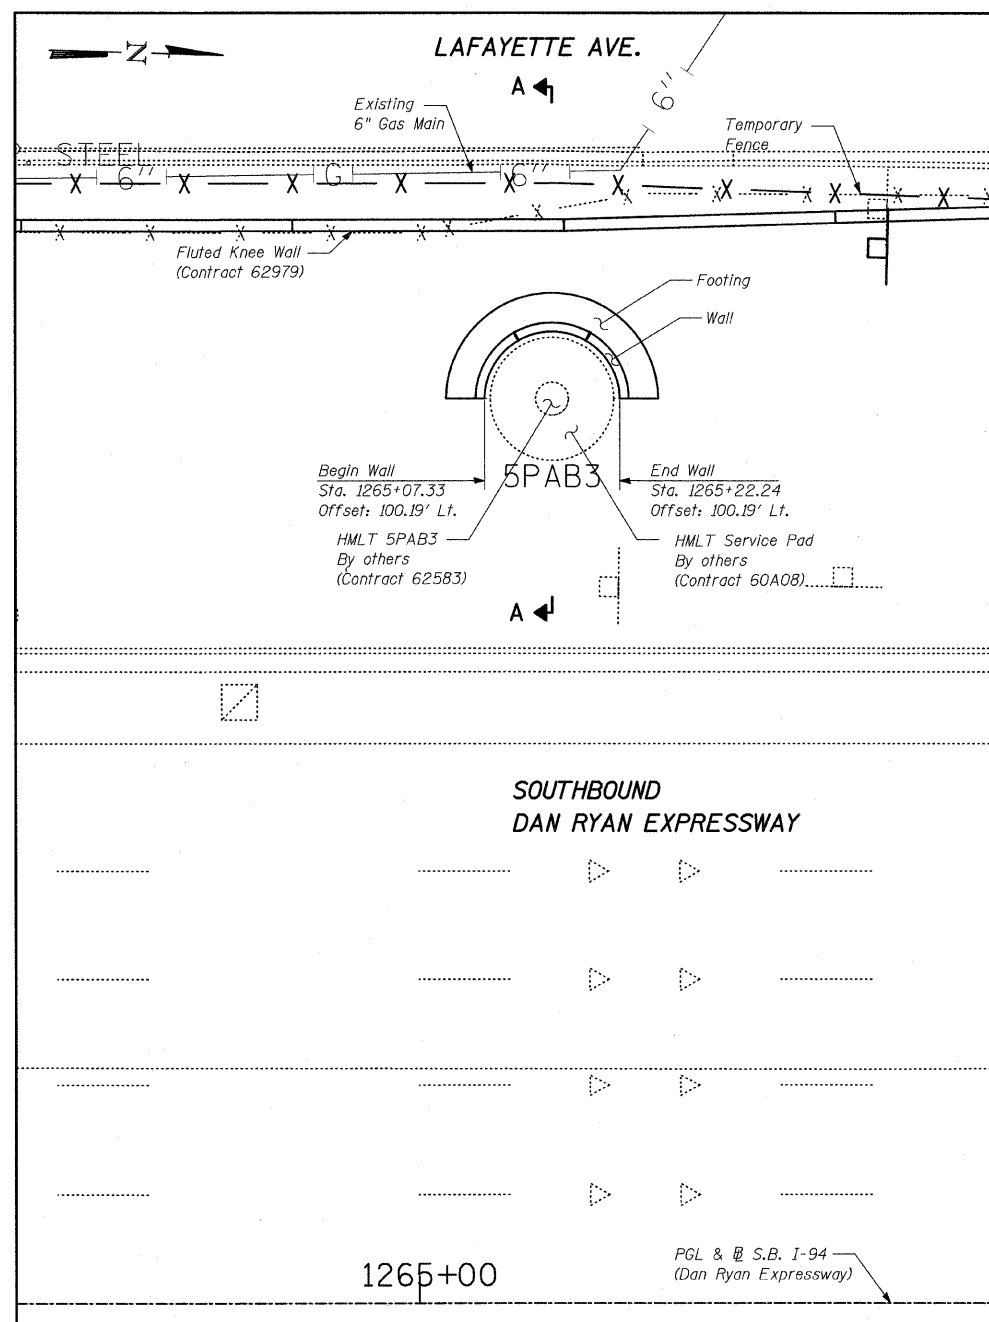 N
LAFAYETTE AVE.
A
6"
Existing
6" Gas Main
Temporary
Fence
STEEL
6"
G
6"
Fluted Knee Wall
(Contract 62979)
Footing
Wall
Begin Wall
Sta. 1265+07.33
Offset: 100.19' Lt.
5PAB3
End Wall
Sta. 1265+22.24
Offset: 100.19' Lt.
HMLT 5PAB3
By others
(Contract 62583)
HMLT Service Pad
By others
(Contract 60A08)
A
SOUTHBOUND
DAN RYAN EXPRESSWAY
1265+00
PGL & B S.B. I-94
(Dan Ryan Expressway)